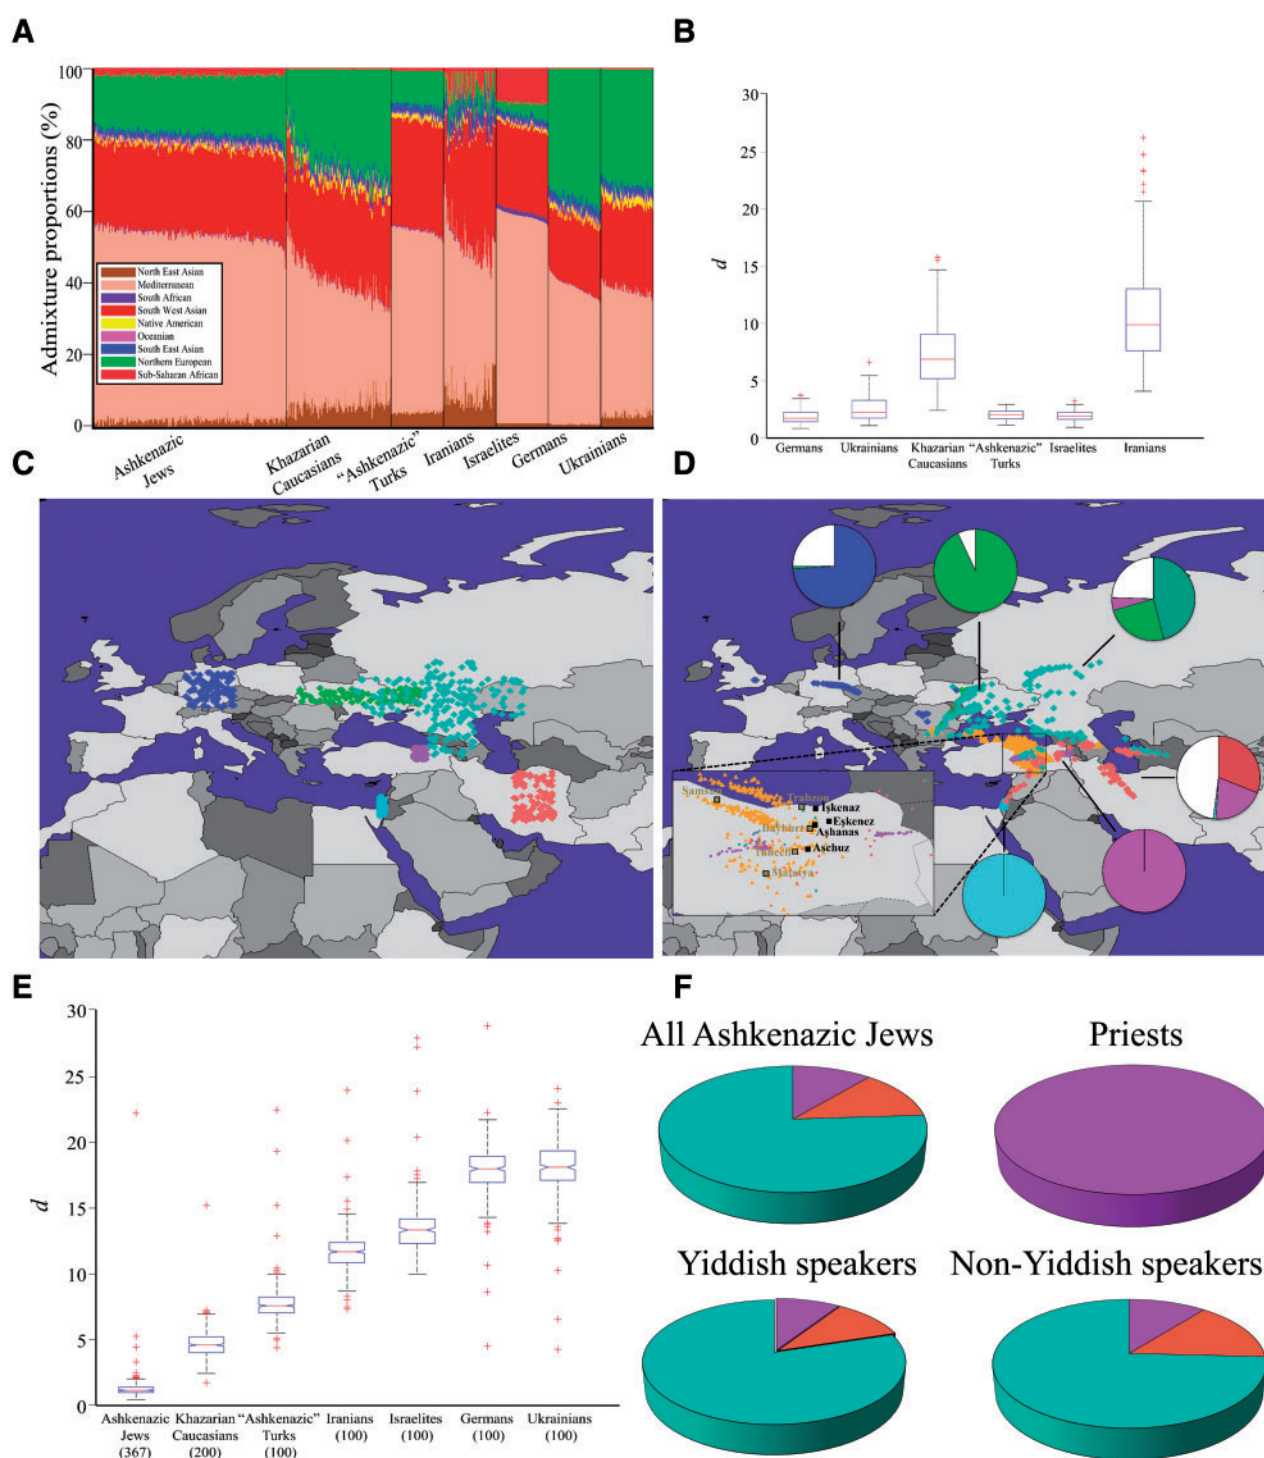 A
100
80
60
40
20
0
Admixture proportions (%)
North East Asian
Mediterranean
South African
South West Asian
Native American
Oceanian
South East Asian
Northern European
Sub-Saharan African
Ashkenazic
Jews
Khazarian
Caucasians
“Ashkenazic”
Turks
Iranians
Israelites
Germans
Ukrainians
B
30
25
20
15
10
5
0
d
Germans
Ukrainians
Khazarian
Caucasians
“Ashkenazic”
Turks
Israelites
Iranians
C
D
Samsun
Trabzon
Işkenaz
Eşkenez
Bayburt
Aşhanas
Tunceli
Aschuz
Malatya
E
30
25
20
15
10
5
0
d
Ashkenazic
Jews
(367)
Khazarian
Caucasians
(200)
“Ashkenazic”
Turks
(100)
Iranians
(100)
Israelites
(100)
Germans
(100)
Ukrainians
(100)
F
All Ashkenazic Jews
Priests
Yiddish speakers
Non-Yiddish speakers